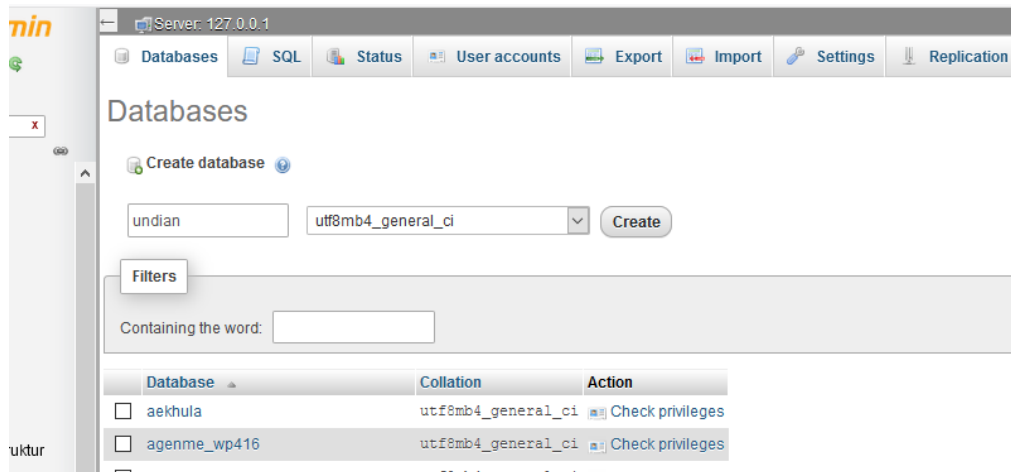 min
Server: 127.0.0.1
Databases SQL Status User accounts Export Import Settings Replication
Databases
x
Create database
undian utf8mb4_general_ci Create
Filters
Containing the word:
Database Collation Action
aekhula utf8mb4_general_ci Check privileges
agenme_wp416 utf8mb4_general_ci Check privileges
ruktur